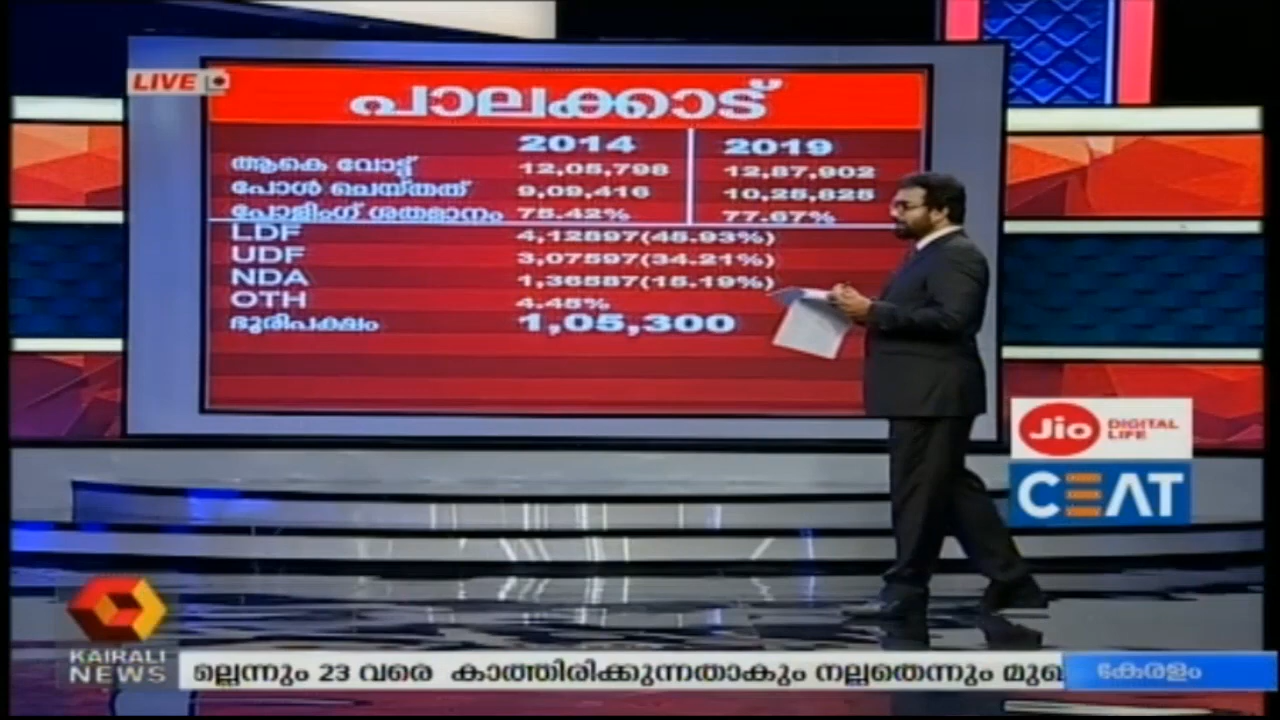 LIVE
പാലക്കാട്
2014 2019
ആകെ വോട്ട് 12,05,798 12,87,902
പോൾ ചെയ്തത് 9,09,416 10,25,825
പോളിംഗ് ശതമാനം 75.42% 77.67%
LDF 4,12897(45.93%)
UDF 3,07597(34.21%)
NDA 1,36587(15.19%)
OTH 4.45%
ഭൂരിപക്ഷം 1,05,300
Jio DIGITAL
LIFE
CEAT
KAIRALI
NEWS
ല്ലെന്നും 23 വരെ കാത്തിരിക്കുന്നതാകും നല്ലതെന്നും മുഖ
കേരളം